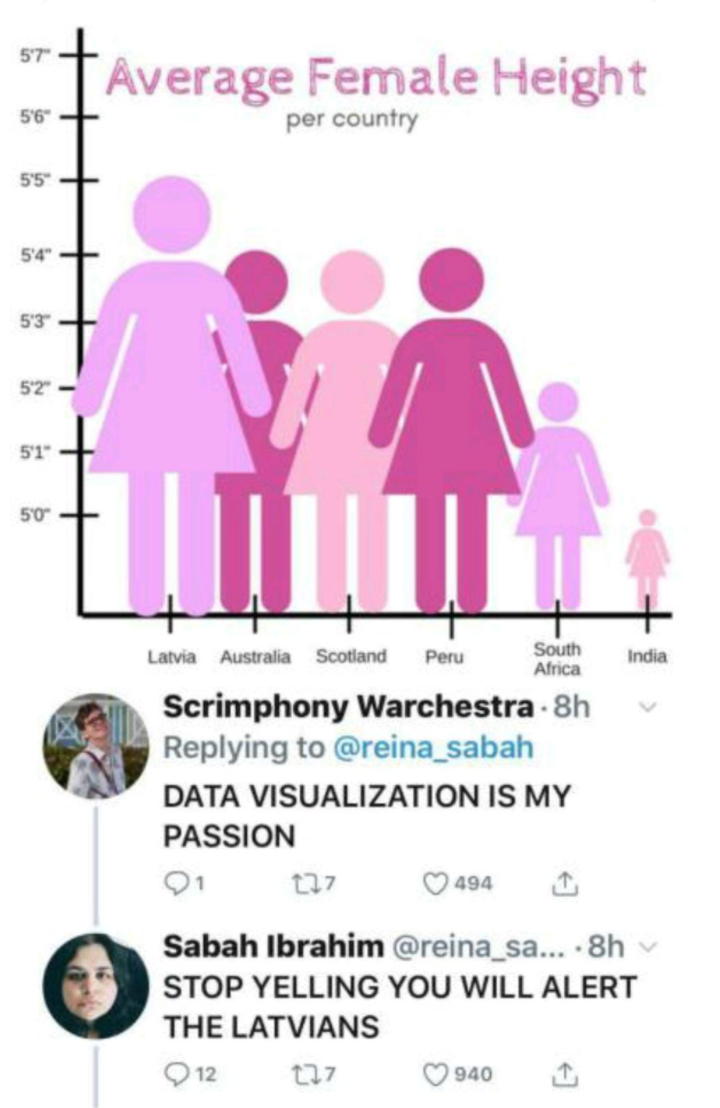 Average Female Height
per country
5'7"
5'6"
5'5"
5'4"
5'3"
5'2"
5'1"
5'0"
Latvia Australia Scotland Peru South Africa India
Scrimphony Warchestra · 8h
Replying to @reina_sabah
DATA VISUALIZATION IS MY
PASSION
1 7 494
Sabah Ibrahim @reina_sa... · 8h
STOP YELLING YOU WILL ALERT
THE LATVIANS
12 7 940